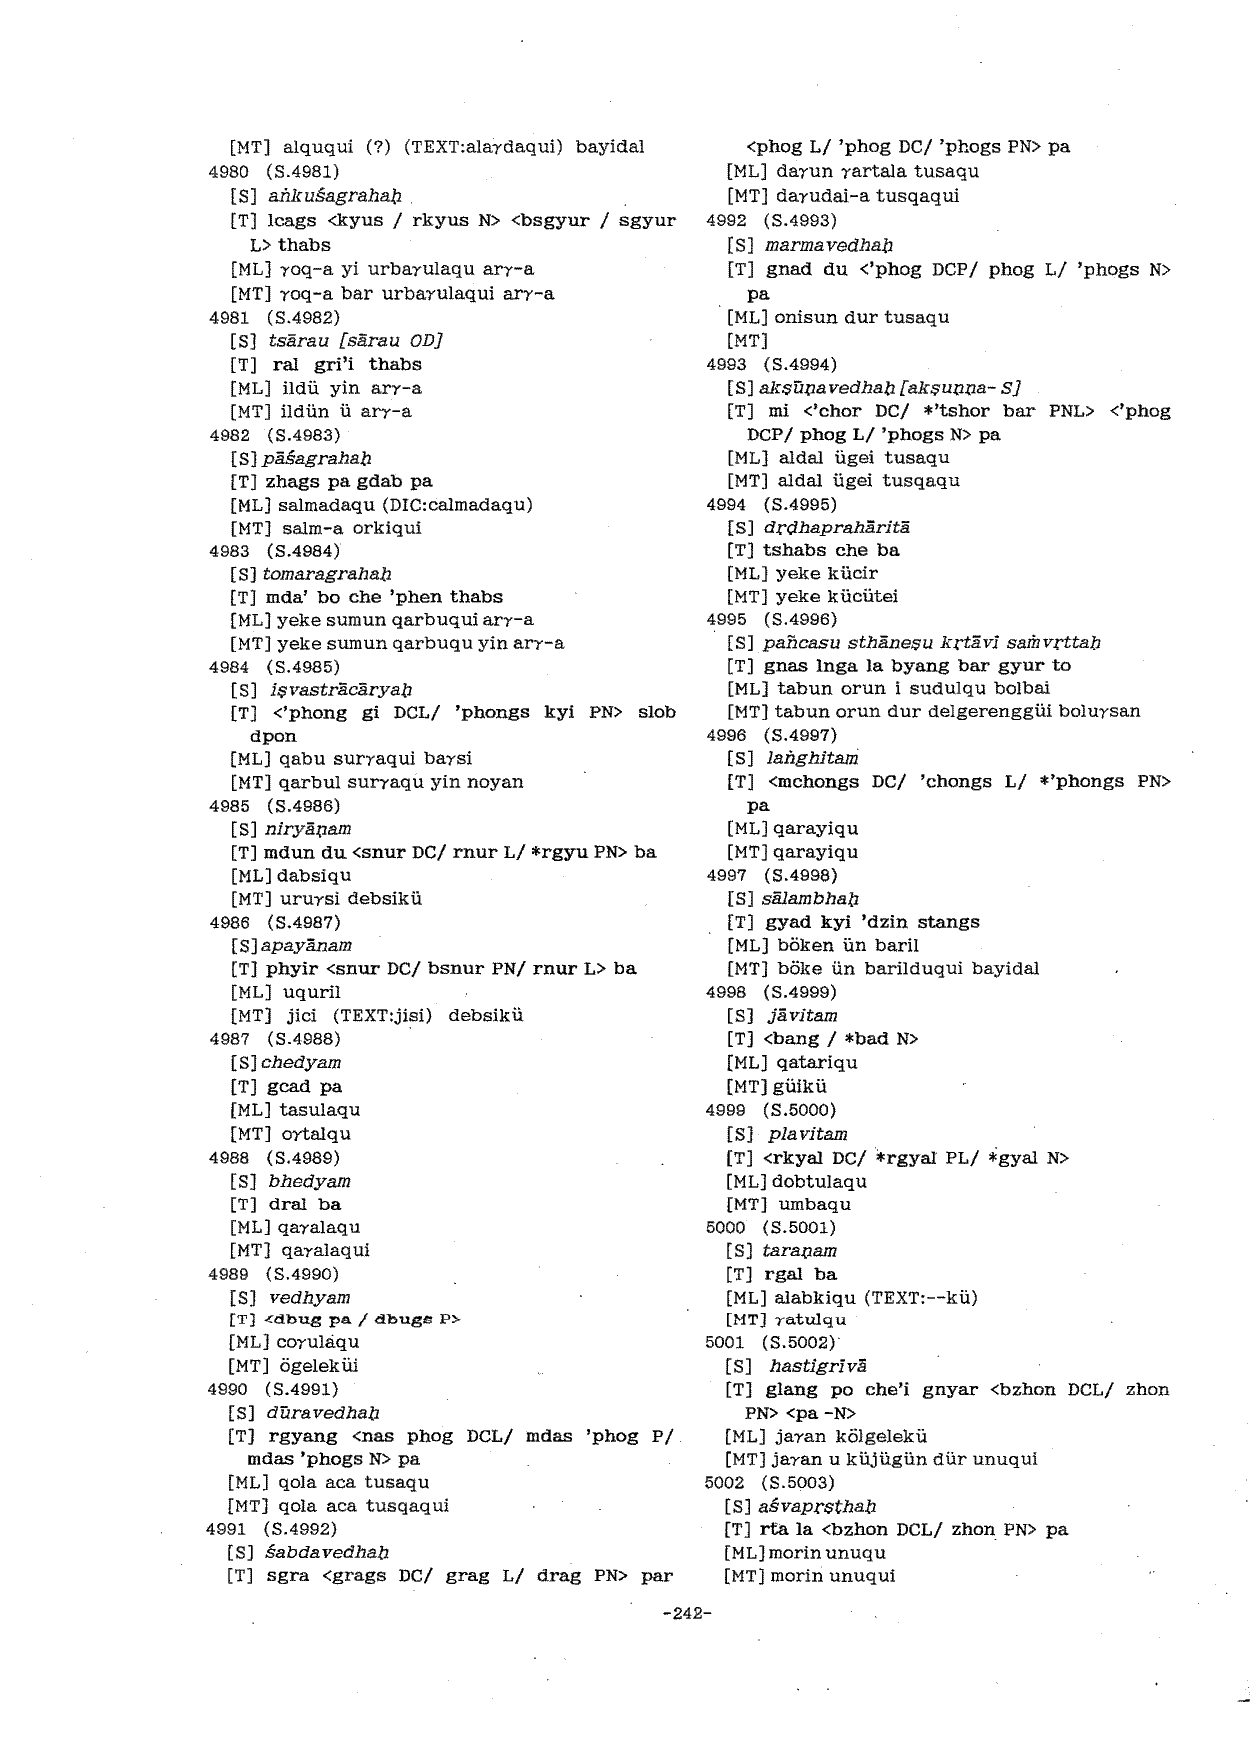 [MT] alququi (?) (TEXT:alaγdaqui) bayidal
4980 (S.4981)
[S] aṅkuśagrahaḥ
[T] lcags <kyus / rkyus N> <bsgyur / sgyur
L> thabs
[ML] γoq-a yi urbaγulaqu arγ-a
[MT] γoq-a bar urbaγulaqui arγ-a
4981 (S.4982)
[S] tsārau [sārau OD]
[T] ral gri'i thabs
[ML] ildü yin arγ-a
[MT] ildün ü arγ-a
4982 (S.4983)
[S] pāśagrahaḥ
[T] zhags pa gdab pa
[ML] salmadaqu (DIC:calmadaqu)
[MT] salm-a orkiqui
4983 (S.4984)
[S] tomaragrahaḥ
[T] mda' bo che 'phen thabs
[ML] yeke sumun qarbuqui arγ-a
[MT] yeke sumun qarbuqu yin arγ-a
4984 (S.4985)
[S] iṣvastrācāryaḥ
[T] <'phong gi DCL/ 'phongs kyi PN> slob
dpon
[ML] qabu surγaqui baγsi
[MT] qarbul surγaqu yin noyan
4985 (S.4986)
[S] niryāṇam
[T] mdun du <snur DC/ rnur L/ *rgyu PN> ba
[ML] dabsiqu
[MT] uruγsi debsikü
4986 (S.4987)
[S] apayānam
[T] phyir <snur DC/ bsnur PN/ rnur L> ba
[ML] uquril
[MT] jici (TEXT:jisi) debsikü
4987 (S.4988)
[S] chedyam
[T] gcad pa
[ML] tasulaqu
[MT] oγtalqu
4988 (S.4989)
[S] bhedyam
[T] dral ba
[ML] qaγalaqu
[MT] qaγalaqui
4989 (S.4990)
[S] vedhyam
[T] <dbug pa / dbugs P>
[ML] coγulaqu
[MT] ögeleküi
4990 (S.4991)
[S] dūravedhaḥ
[T] rgyang <nas phog DCL/ mdas 'phog P/
mdas 'phogs N> pa
[ML] qola aca tusaqu
[MT] qola aca tusqaqui
4991 (S.4992)
[S] śabdavedhaḥ
[T] sgra <grags DC/ grag L/ drag PN> par
<phog L/ 'phog DC/ 'phogs PN> pa
[ML] daγun γartala tusaqu
[MT] daγudai-a tusqaqui
4992 (S.4993)
[S] marmavedhaḥ
[T] gnad du <'phog DCP/ phog L/ 'phogs N>
pa
[ML] onisun dur tusaqu
[MT]
4993 (S.4994)
[S] akṣūṇavedhaḥ [akṣuṇṇa- S]
[T] mi <'chor DC/ *'tshor bar PNL> <'phog
DCP/ phog L/ 'phogs N> pa
[ML] aldal ügei tusaqu
[MT] aldal ügei tusqaqu
4994 (S.4995)
[S] dṛḍhaprahāritā
[T] tshabs che ba
[ML] yeke kücir
[MT] yeke kücütei
4995 (S.4996)
[S] pañcasu sthāneṣu kṛtāvī saṁvṛttaḥ
[T] gnas lnga la byang bar gyur to
[ML] tabun orun i sudulqu bolbai
[MT] tabun orun dur delgerenggüi boluγsan
4996 (S.4997)
[S] laṅghitam
[T] <mchongs DC/ 'chongs L/ *'phongs PN>
pa
[ML] qarayiqu
[MT] qarayiqu
4997 (S.4998)
[S] sālambhaḥ
[T] gyad kyi 'dzin stangs
[ML] böken ün baril
[MT] böke ün barilduqui bayidal
4998 (S.4999)
[S] jāvitam
[T] <bang / *bad N>
[ML] qatariqu
[MT] güikü
4999 (S.5000)
[S] plavitam
[T] <rkyal DC/ *rgyal PL/ *gyal N>
[ML] dobtulaqu
[MT] umbaqu
5000 (S.5001)
[S] taraṇam
[T] rgal ba
[ML] alabkiqu (TEXT:--kü)
[MT] γatulqu
5001 (S.5002)
[S] hastigrīvā
[T] glang po che'i gnyar <bzhon DCL/ zhon
PN> <pa -N>
[ML] jaγan kölgelekü
[MT] jaγan u küjügün dür unuqui
5002 (S.5003)
[S] aśvapṛṣṭhaḥ
[T] rta la <bzhon DCL/ zhon PN> pa
[ML] morin unuqu
[MT] morin unuqui
-242-